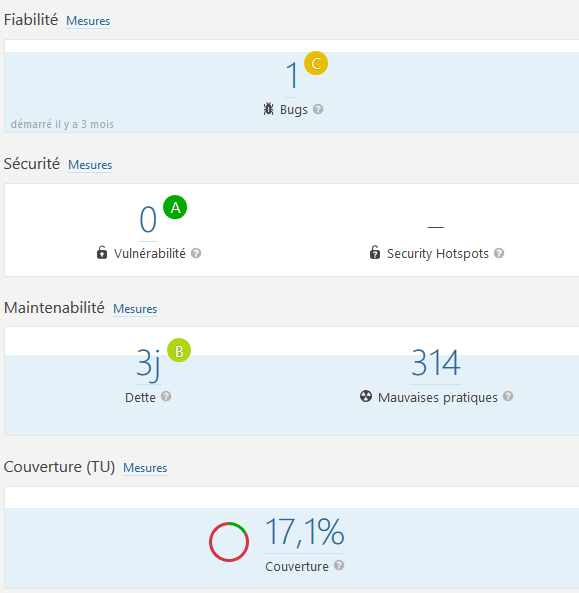 Fiabilité Mesures
1 C
Bugs ?
démarré il y a 3 mois
Sécurité Mesures
0 A –
Vulnérabilité ? Security Hotspots ?
Maintenabilité Mesures
3j B 314
Dette ? Mauvaises pratiques ?
Couverture (TU) Mesures
17,1%
Couverture ?